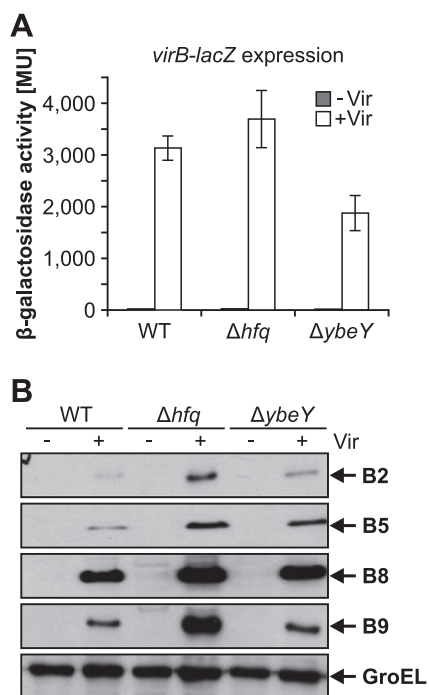 A
virB-lacZ expression
β-galactosidase activity [MU]
4,000
3,000
2,000
1,000
0
- Vir
+Vir
WT Δhfq ΔybeY
B
WT Δhfq ΔybeY
- + - + - + Vir
B2
B5
B8
B9
GroEL